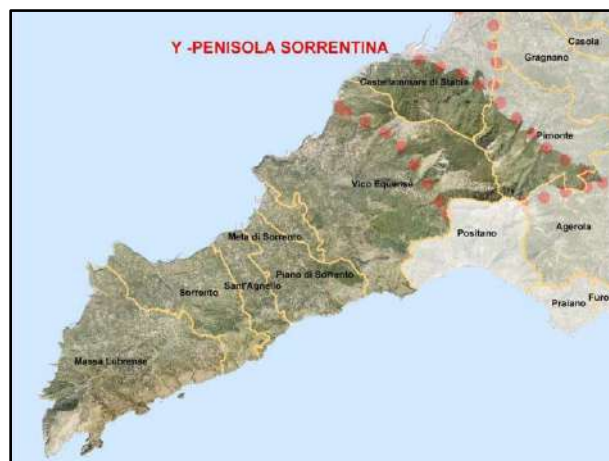 Y -PENISOLA SORRENTINA
Casola
Gragnano
Castellammare di Stabia
Pimonte
Vico Equense
Meta di Sorrento
Positano
Agerola
Piano di Sorrento
Sant'Agnello
Sorrento
Praiano
Furo
Massa Lubrense